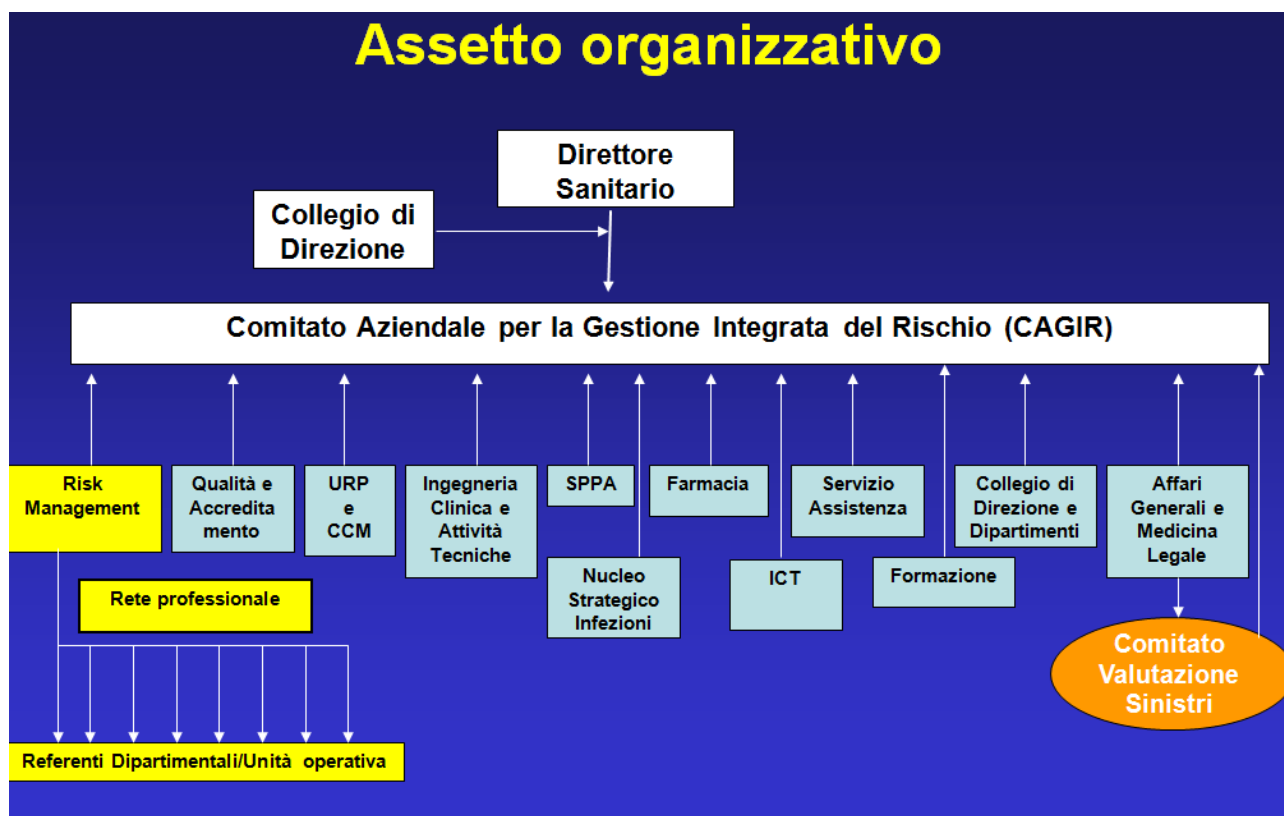 Assetto organizzativo
Direttore
Sanitario
Collegio di
Direzione
Comitato Aziendale per la Gestione Integrata del Rischio (CAGIR)
Risk
Management
Qualità e
Accredita
mento
URP
e
CCM
Ingegneria
Clinica e
Attività
Tecniche
SPPA
Farmacia
Servizio
Assistenza
Collegio di
Direzione e
Dipartimenti
Affari
Generali e
Medicina
Legale
Nucleo
Strategico
Infezioni
ICT
Formazione
Rete professionale
Comitato
Valutazione
Sinistri
Referenti Dipartimentali/Unità operativa